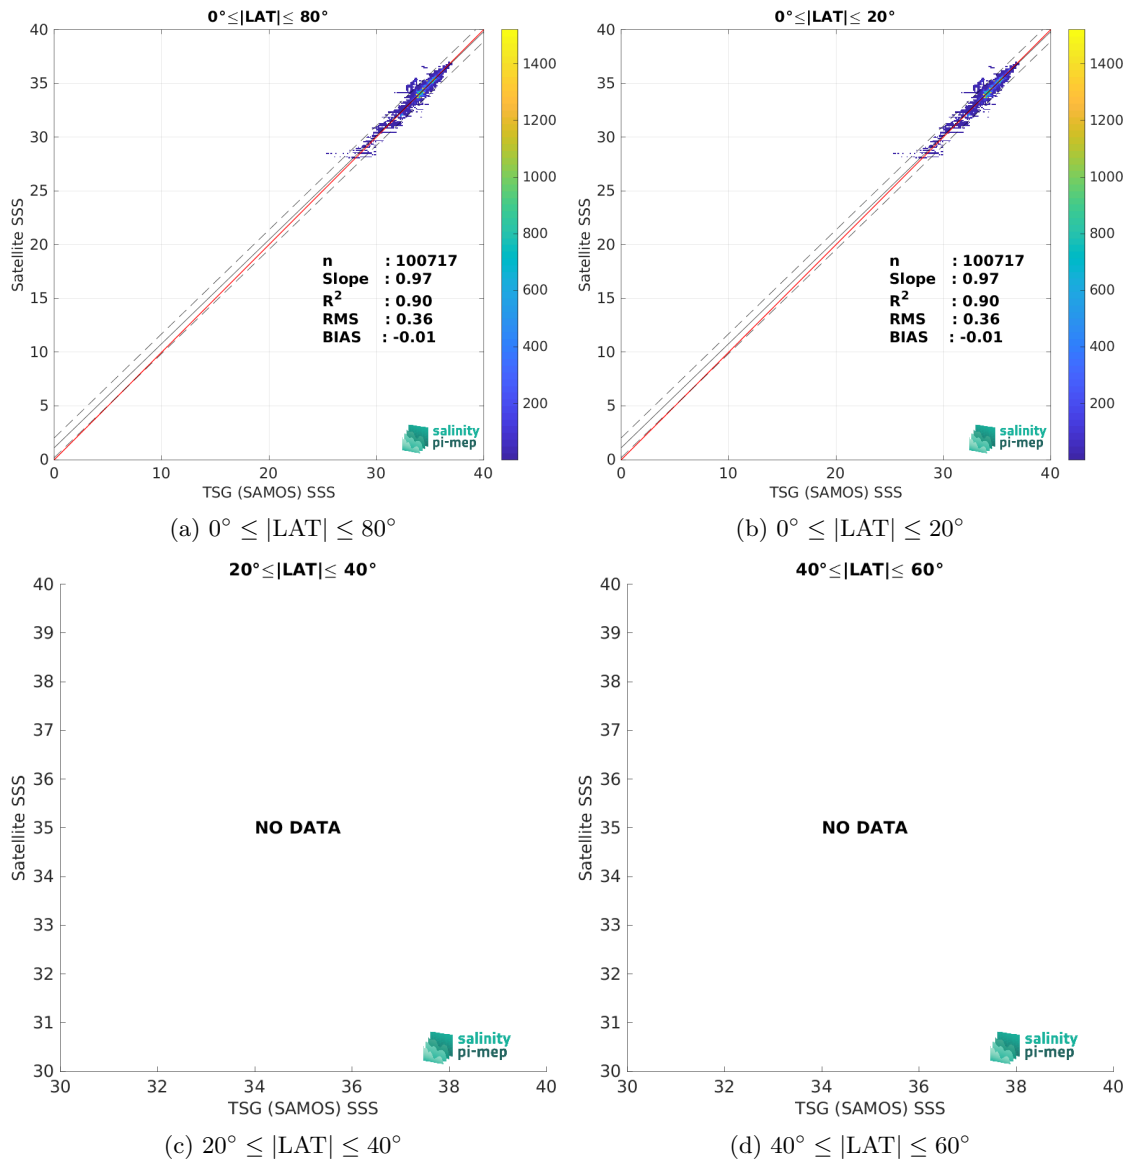 0°≤|LAT|≤ 80°
40
35
30
25
20
15
10
5
0
Satellite SSS
n : 100717
Slope : 0.97
R² : 0.90
RMS : 0.36
BIAS : -0.01
salinity
pi-mep
0 10 20 30 40
TSG (SAMOS) SSS
1400
1200
1000
800
600
400
200
(a) 0° ≤ |LAT| ≤ 80°
0°≤|LAT|≤ 20°
40
35
30
25
20
15
10
5
0
Satellite SSS
n : 100717
Slope : 0.97
R² : 0.90
RMS : 0.36
BIAS : -0.01
salinity
pi-mep
0 10 20 30 40
TSG (SAMOS) SSS
1400
1200
1000
800
600
400
200
(b) 0° ≤ |LAT| ≤ 20°
20°≤|LAT|≤ 40°
40
39
38
37
36
35
34
33
32
31
30
Satellite SSS
NO DATA
salinity
pi-mep
30 32 34 36 38 40
TSG (SAMOS) SSS
(c) 20° ≤ |LAT| ≤ 40°
40°≤|LAT|≤ 60°
40
39
38
37
36
35
34
33
32
31
30
Satellite SSS
NO DATA
salinity
pi-mep
30 32 34 36 38 40
TSG (SAMOS) SSS
(d) 40° ≤ |LAT| ≤ 60°